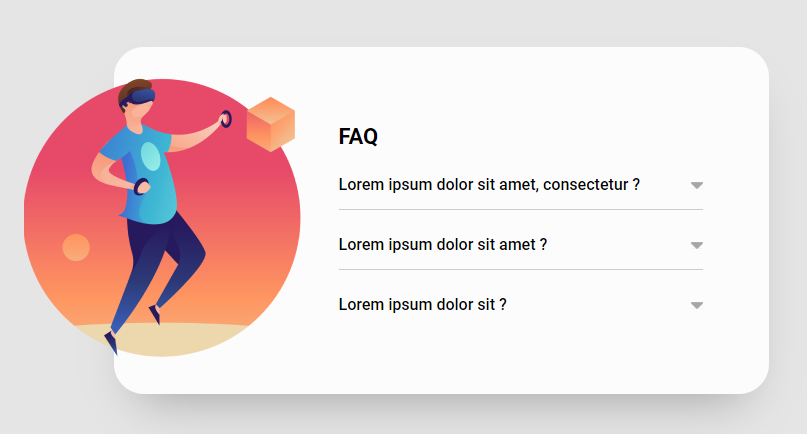 FAQ
Lorem ipsum dolor sit amet, consectetur ?
Lorem ipsum dolor sit amet ?
Lorem ipsum dolor sit ?